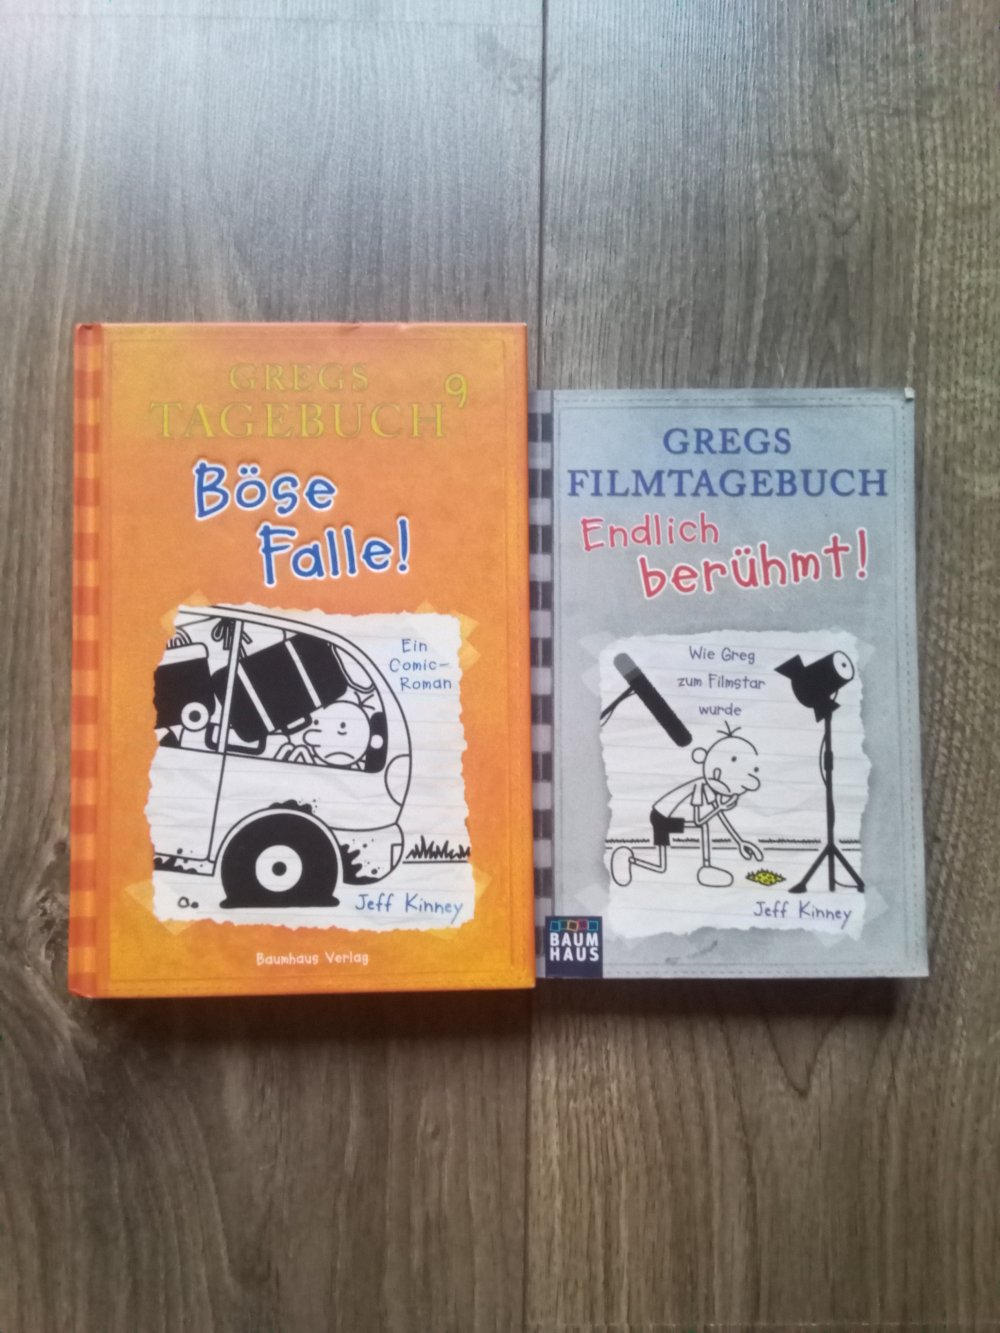 GREGS
TAGEBUCH 9
Böse
Falle!
Ein
Comic-
Roman
Jeff Kinney
Baumhaus Verlag
GREGS
FILMTAGEBUCH
Endlich
berühmt!
Wie Greg
zum Filmstar
wurde
Jeff Kinney
BAUM
HAUS